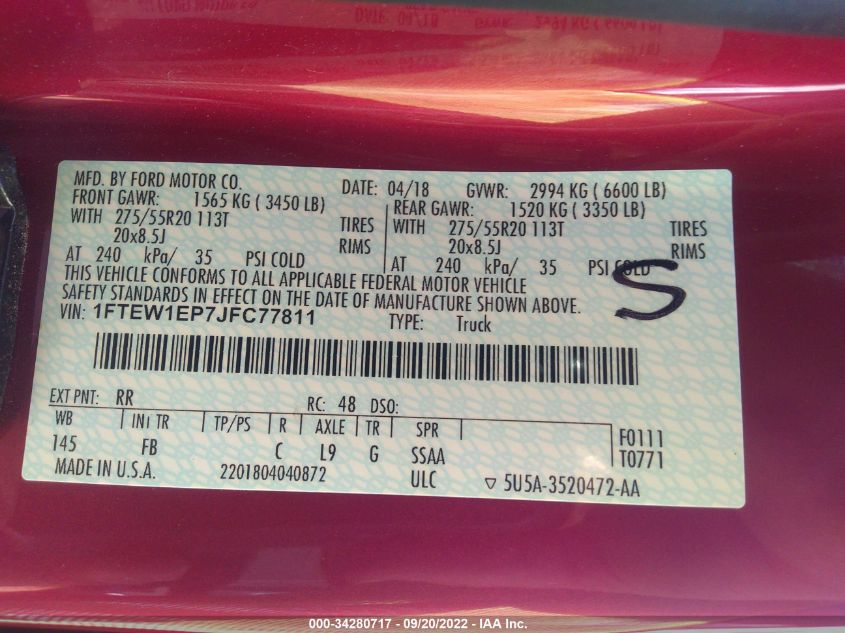 MFD. BY FORD MOTOR CO. DATE: 04/18 GVWR: 2994 KG ( 6600 LB)
FRONT GAWR: 1565 KG ( 3450 LB) REAR GAWR: 1520 KG ( 3350 LB)
WITH 275/55R20 113T TIRES WITH 275/55R20 113T TIRES
20x8.5J RIMS 20x8.5J RIMS
AT 240 kPa/ 35 PSI COLD AT 240 kPa/ 35 PSI COLD
S
THIS VEHICLE CONFORMS TO ALL APPLICABLE FEDERAL MOTOR VEHICLE
SAFETY STANDARDS IN EFFECT ON THE DATE OF MANUFACTURE SHOWN ABOVE.
VIN: 1FTEW1EP7JFC77811 TYPE: Truck
EXT PNT: RR RC: 48 DSO:
WB INT TR TP/PS R AXLE TR SPR
145 FB C L9 G SSAA
F0111
T0771
MADE IN U.S.A. 2201804040872 ULC ▽ 5U5A-3520472-AA
000-34280717 - 09/20/2022 - IAA Inc.